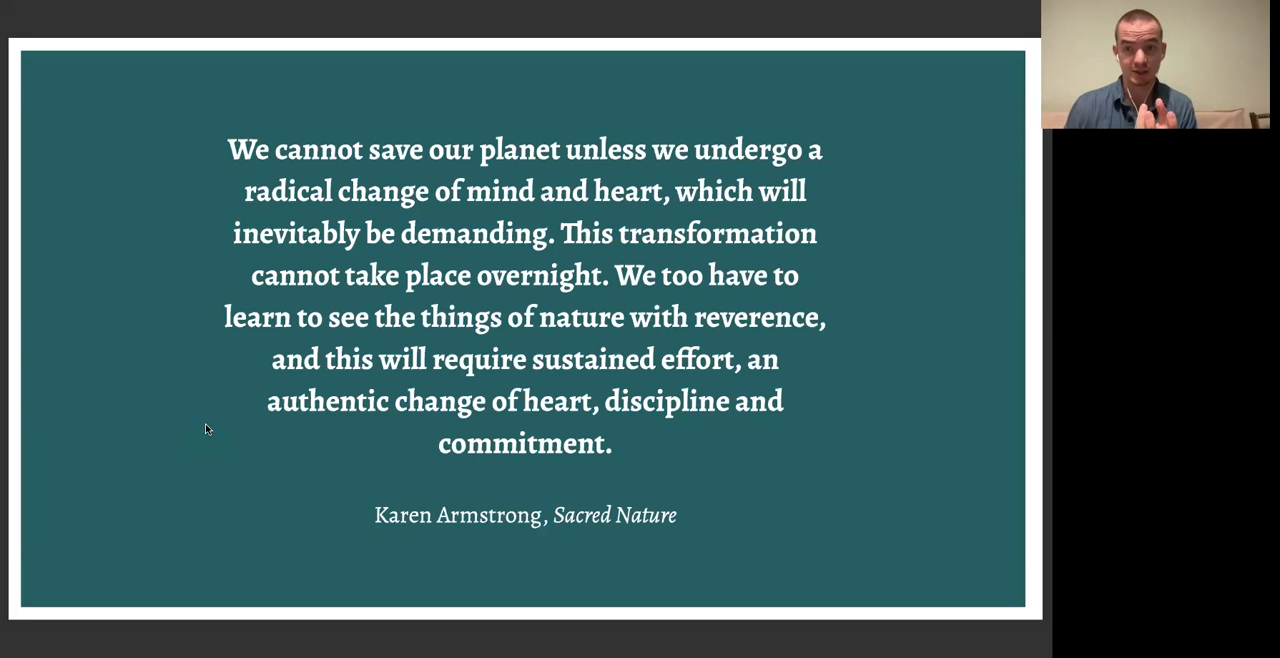 We cannot save our planet unless we undergo a
radical change of mind and heart, which will
inevitably be demanding. This transformation
cannot take place overnight. We too have to
learn to see the things of nature with reverence,
and this will require sustained effort, an
authentic change of heart, discipline and
commitment.
Karen Armstrong, Sacred Nature